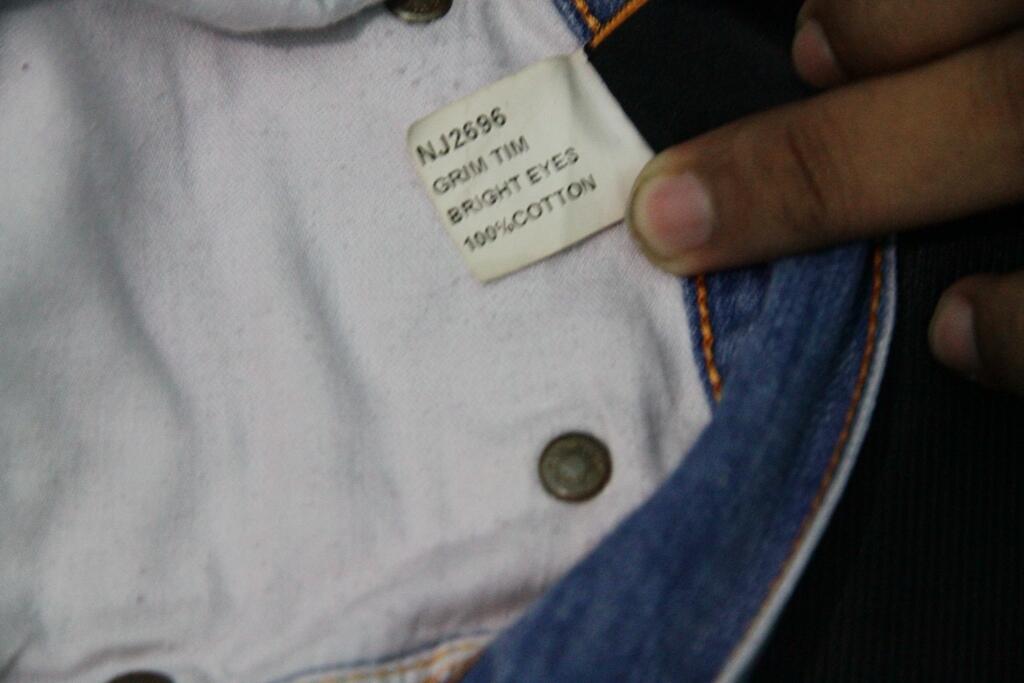 NJ2696
GRIM TIM
BRIGHT EYES
100%COTTON